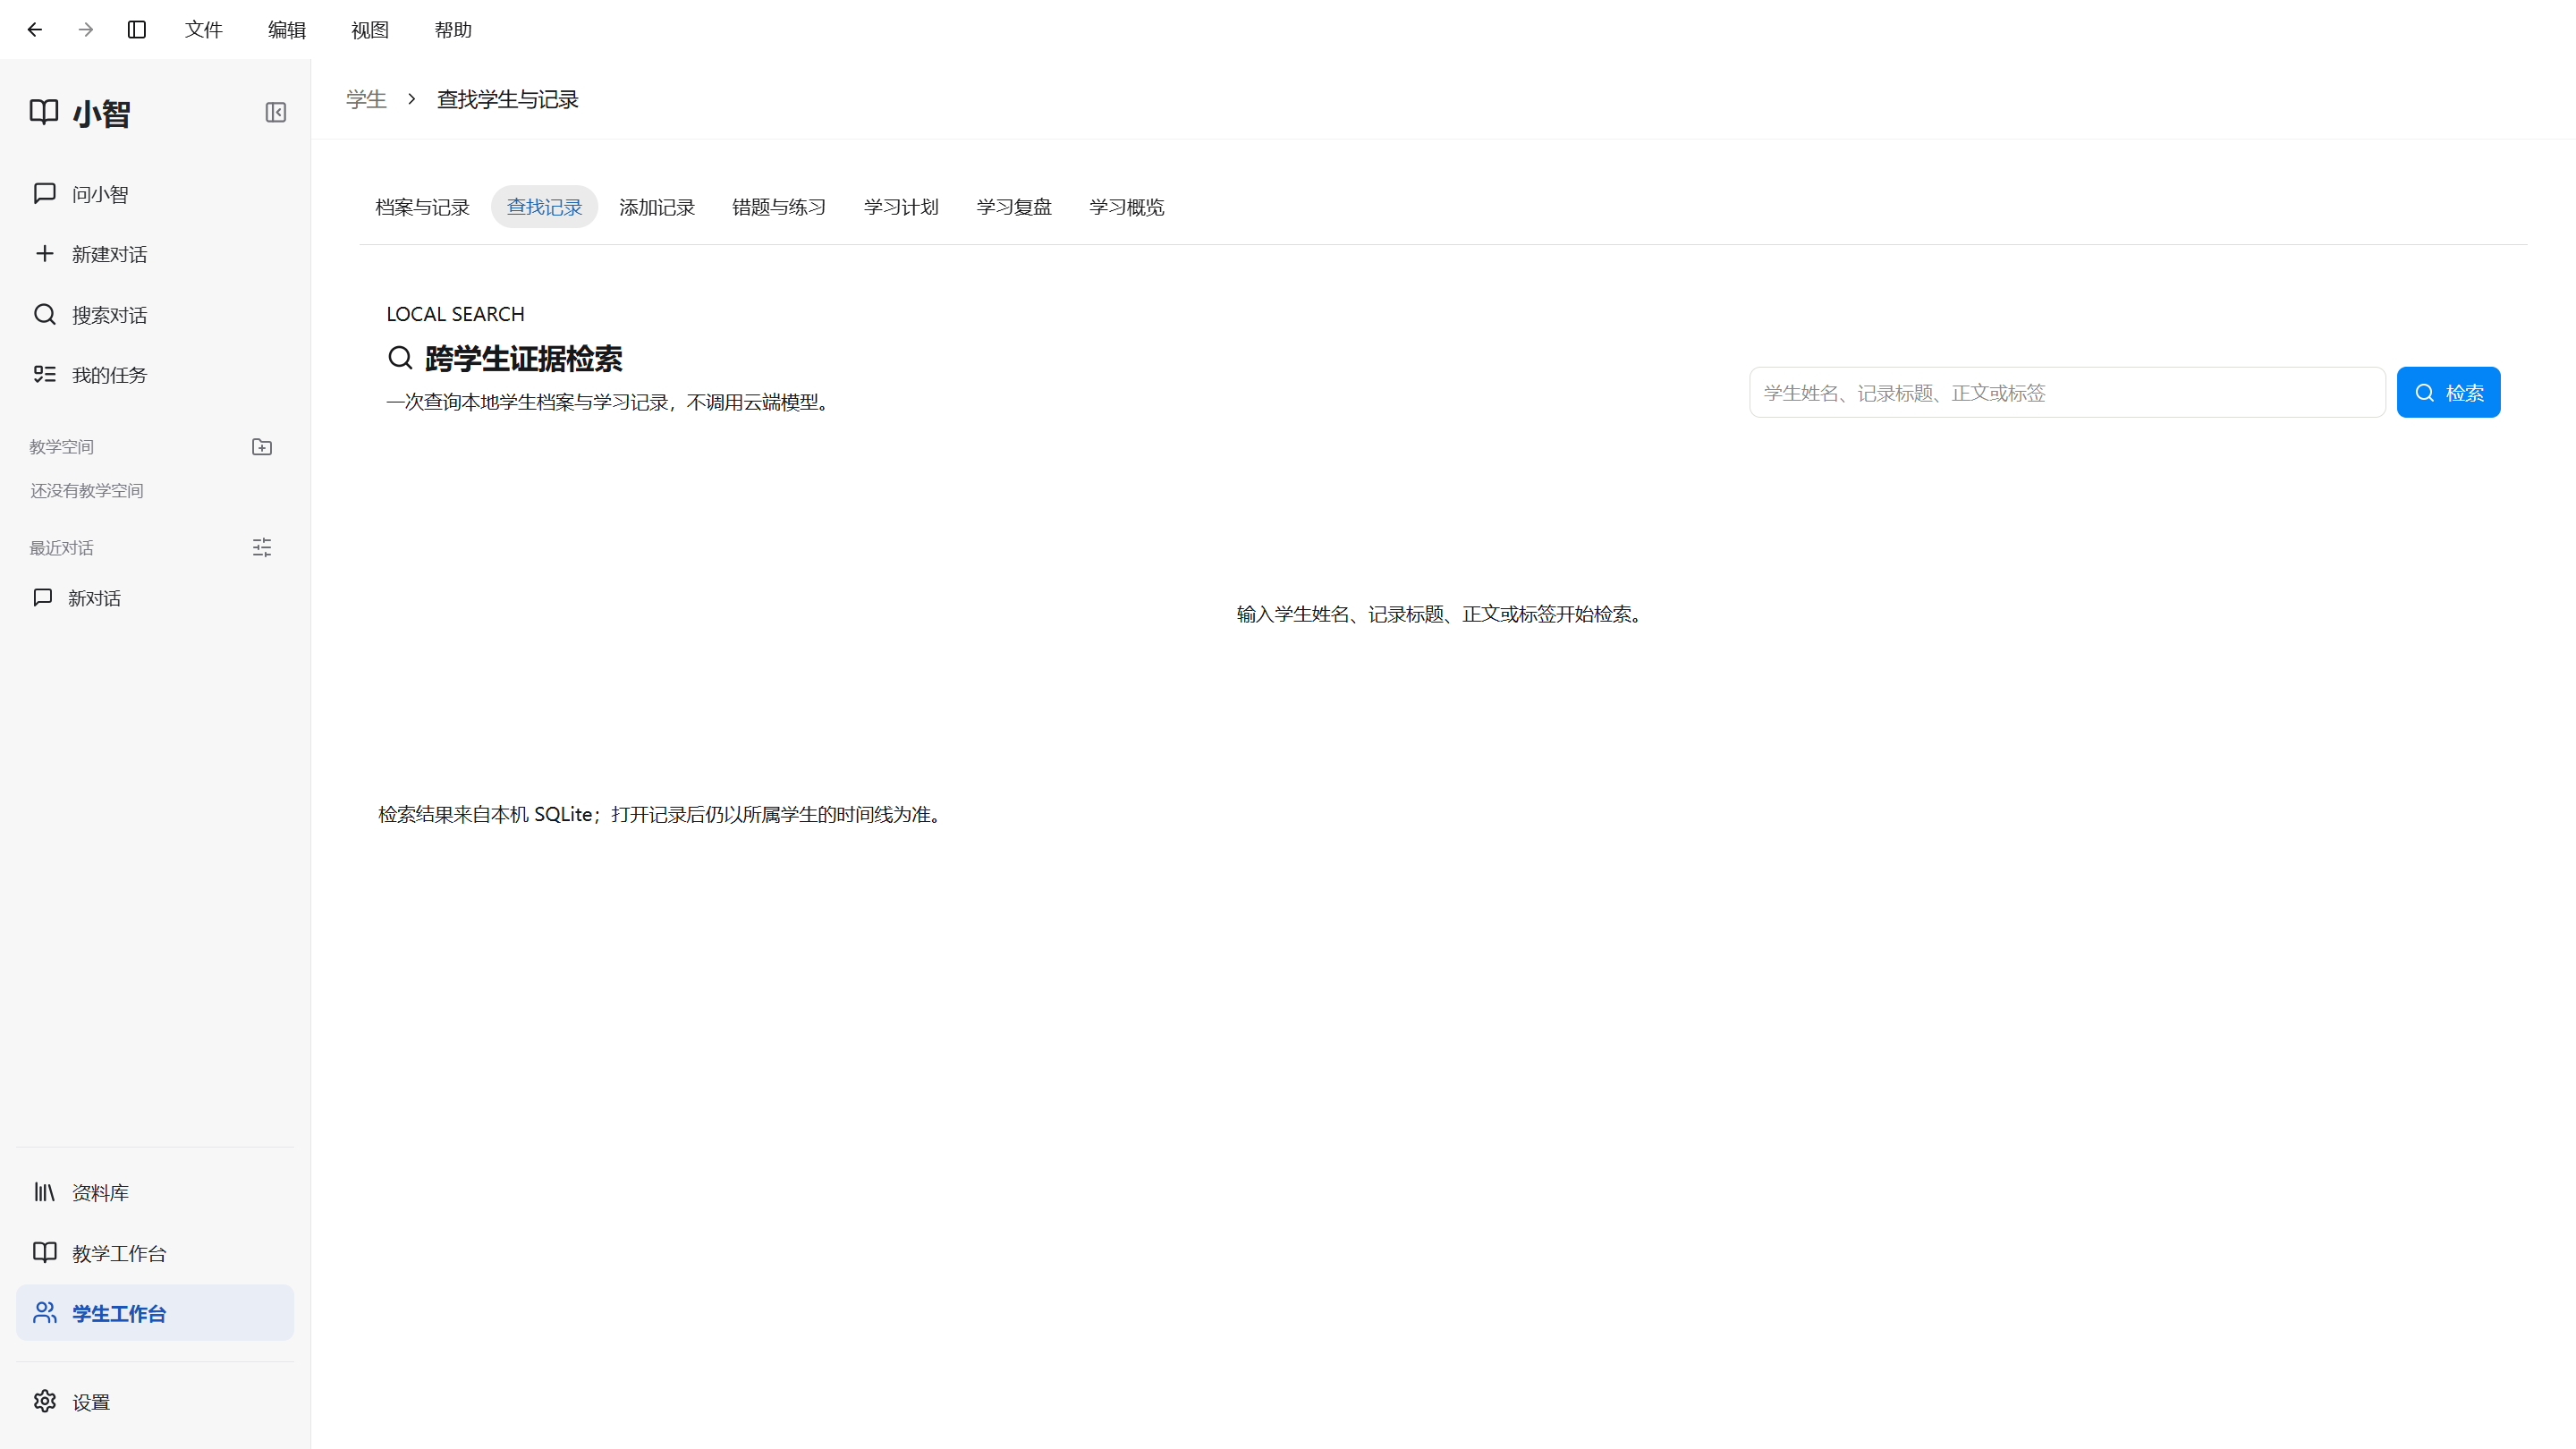 文件 编辑 视图 帮助
小智
问小智
新建对话
搜索对话
我的任务
教学空间
还没有教学空间
最近对话
新对话
资料库
教学工作台
学生工作台
设置
学生 查找学生与记录
档案与记录 查找记录 添加记录 错题与练习 学习计划 学习复盘 学习概览
LOCAL SEARCH
跨学生证据检索
一次查询本地学生档案与学习记录，不调用云端模型。
学生姓名、记录标题、正文或标签 检索
输入学生姓名、记录标题、正文或标签开始检索。
检索结果来自本机 SQLite；打开记录后仍以所属学生的时间线为准。